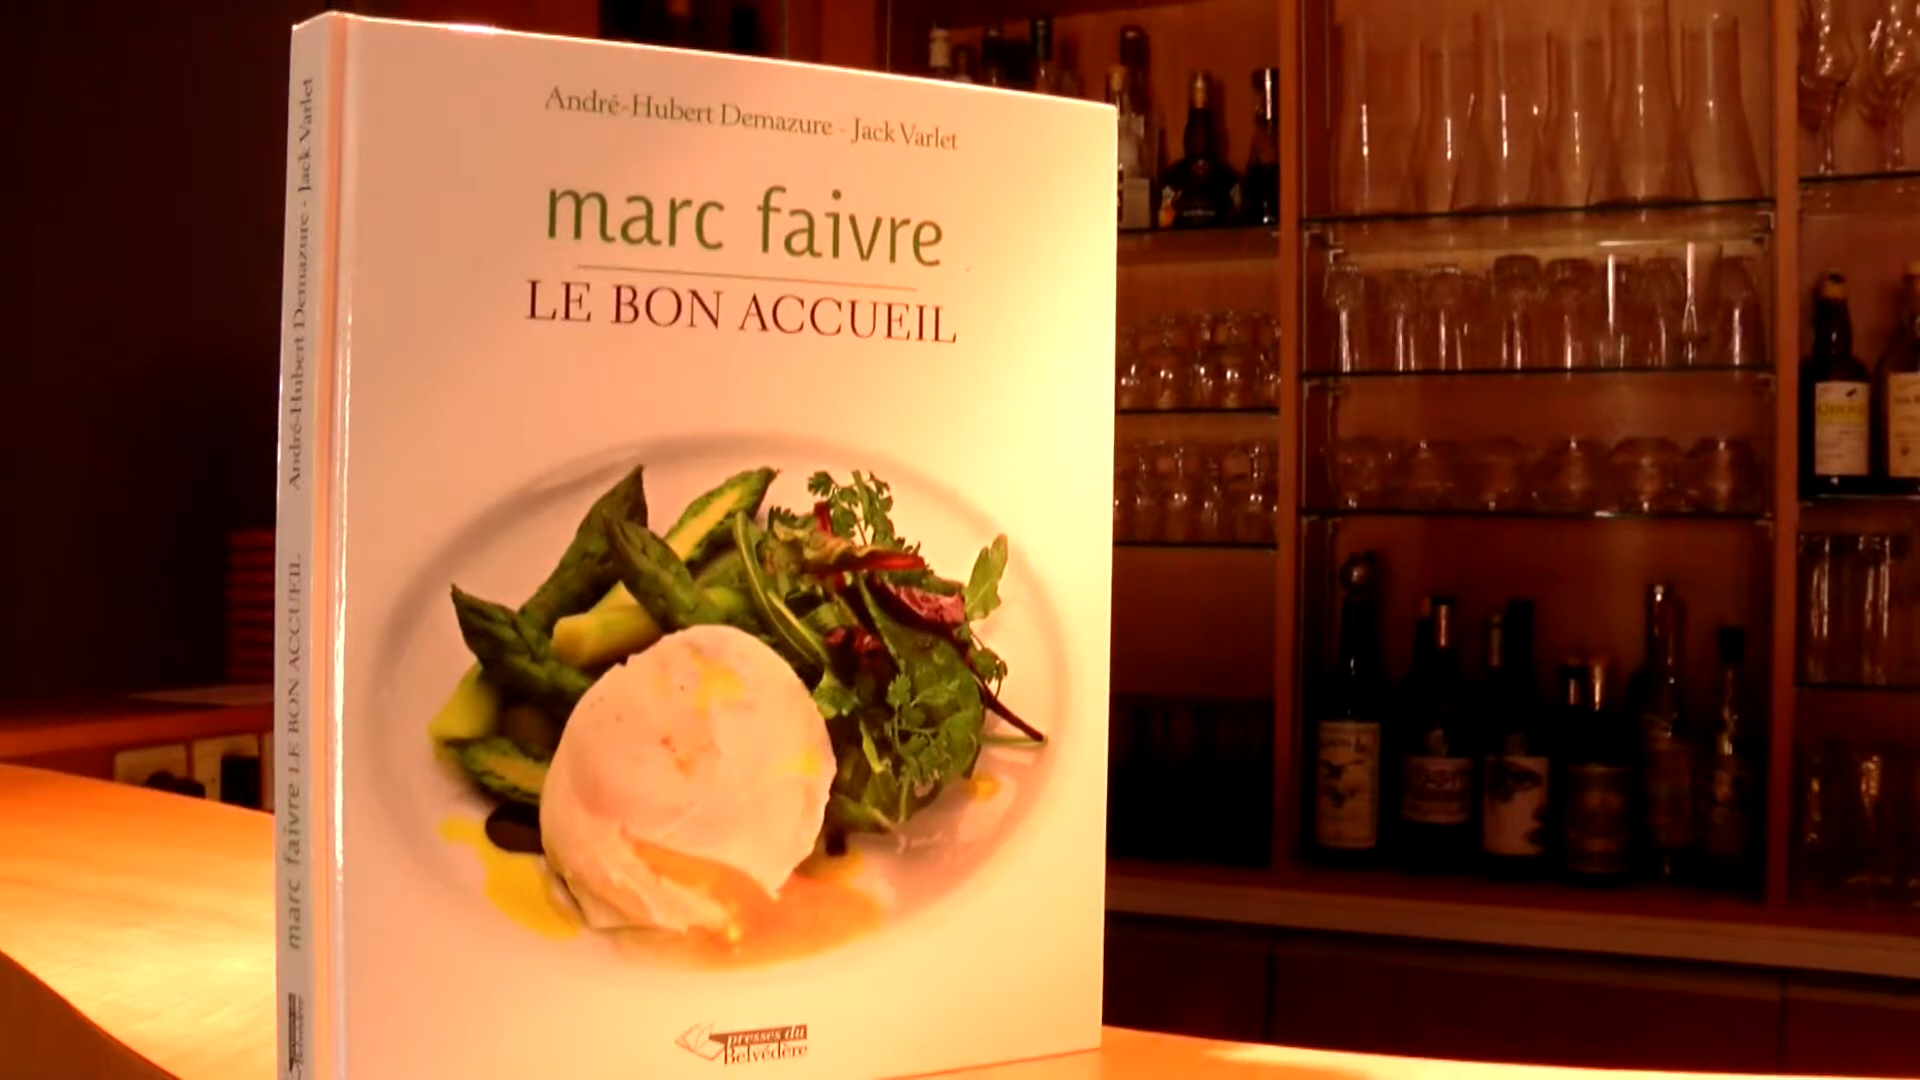 André-Hubert Demazure - Jack Varlet
marc faivre
LE BON ACCUEIL
presses du
Belvédère
marc faivre LE BON ACCUEIL André-Hubert Demazure - Jack Varlet